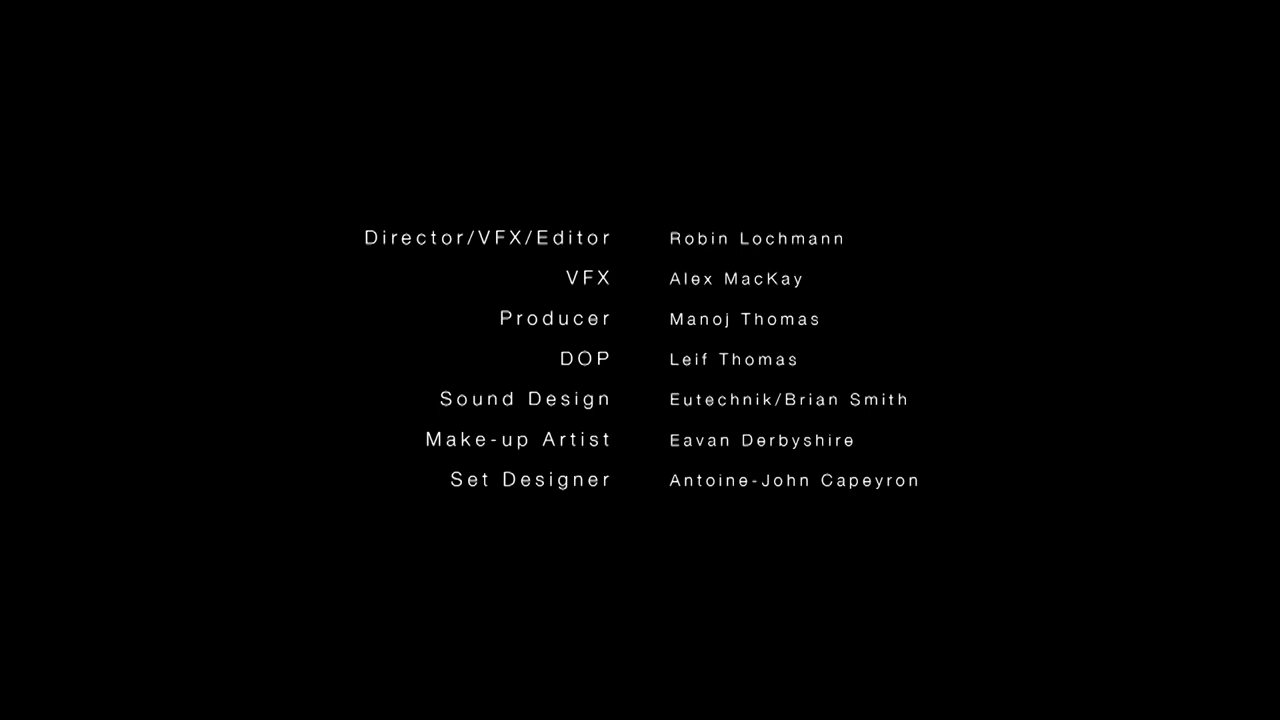 Director/VFX/Editor Robin Lochmann
VFX Alex MacKay
Producer Manoj Thomas
DOP Leif Thomas
Sound Design Eutechnik/Brian Smith
Make-up Artist Eavan Derbyshire
Set Designer Antoine-John Capeyron